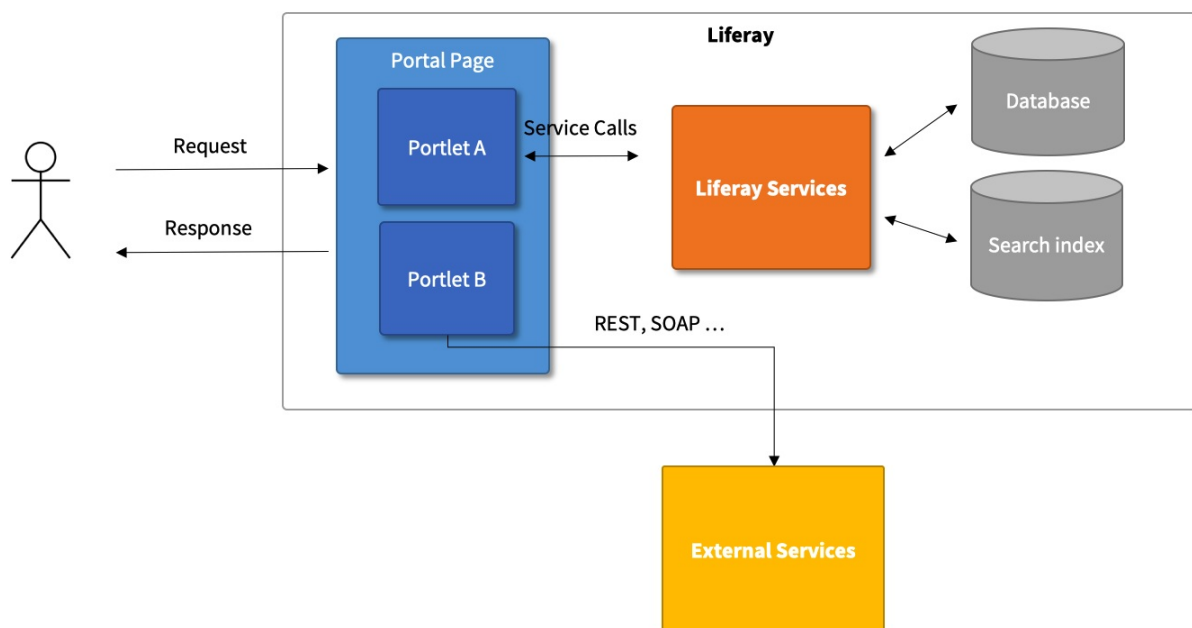 Liferay
Portal Page
Database
Portlet A
Service Calls
Request
Liferay Services
Response
Search index
Portlet B
REST, SOAP ...
External Services